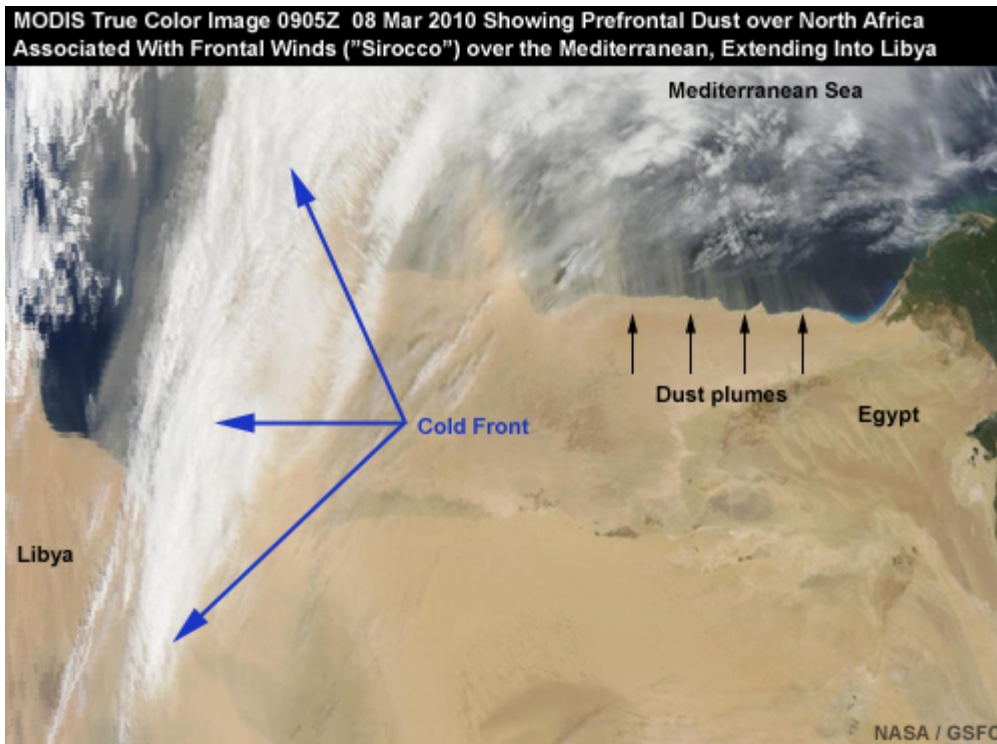 MODIS True Color Image 0905Z 08 Mar 2010 Showing Prefrontal Dust over North Africa
Associated With Frontal Winds ("Sirocco") over the Mediterranean, Extending Into Libya
Mediterranean Sea
Dust plumes
Egypt
Cold Front
Libya
NASA / GSFC